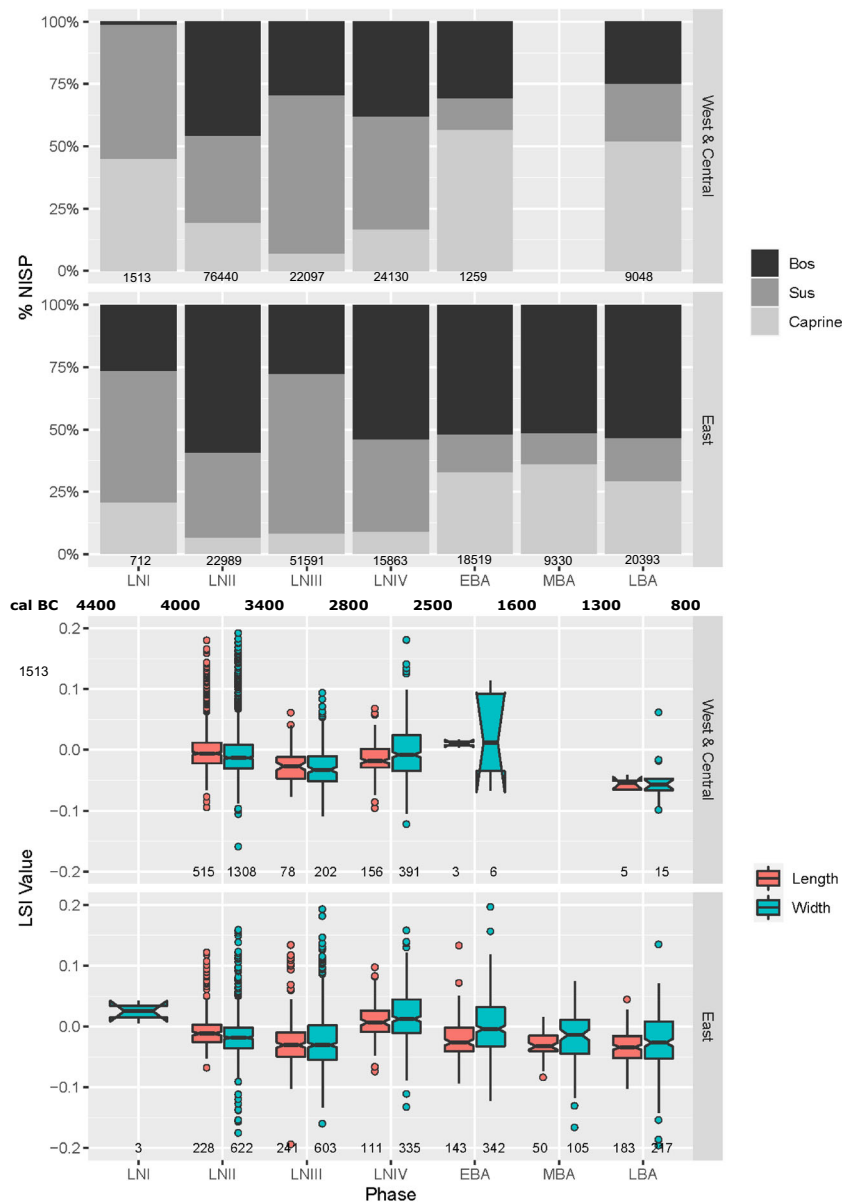 100%
75%
50%
25%
0%
1513 76440 22097 24130 1259 9048
West & Central
% NISP
Bos
Sus
Caprine
100%
75%
50%
25%
0%
712 22989 51591 15863 18519 9330 20393
East
LNI LNII LNIII LNIV EBA MBA LBA
cal BC 4400 4000 3400 2800 2500 1600 1300 800
0.2
1513
0.1
0.0
-0.1
-0.2
515 1308 78 202 156 391 3 6 5 15
West & Central
LSI Value
Length
Width
0.2
0.1
0.0
-0.1
-0.2
3 228 622 241 603 111 335 143 342 50 105 183 217
East
LNI LNII LNIII LNIV EBA MBA LBA
Phase